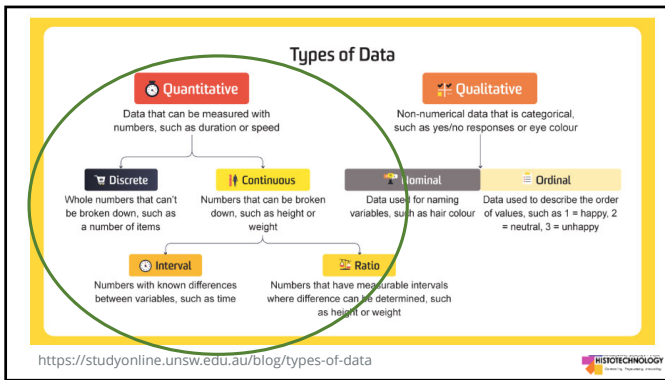 Types of Data
Quantitative
Data that can be measured with
numbers, such as duration or speed
Qualitative
Non-numerical data that is categorical,
such as yes/no responses or eye colour
Discrete
Whole numbers that can't
be broken down, such as
a number of items
Continuous
Numbers that can be broken
down, such as height or
weight
Nominal
Data used for naming
variables, such as hair colour
Ordinal
Data used to describe the order
of values, such as 1 = happy, 2
= neutral, 3 = unhappy
Interval
Numbers with known differences
between variables, such as time
Ratio
Numbers that have measurable intervals
where difference can be determined, such
as height or weight
https://studyonline.unsw.edu.au/blog/types-of-data
HISTOTECHNOLOGY